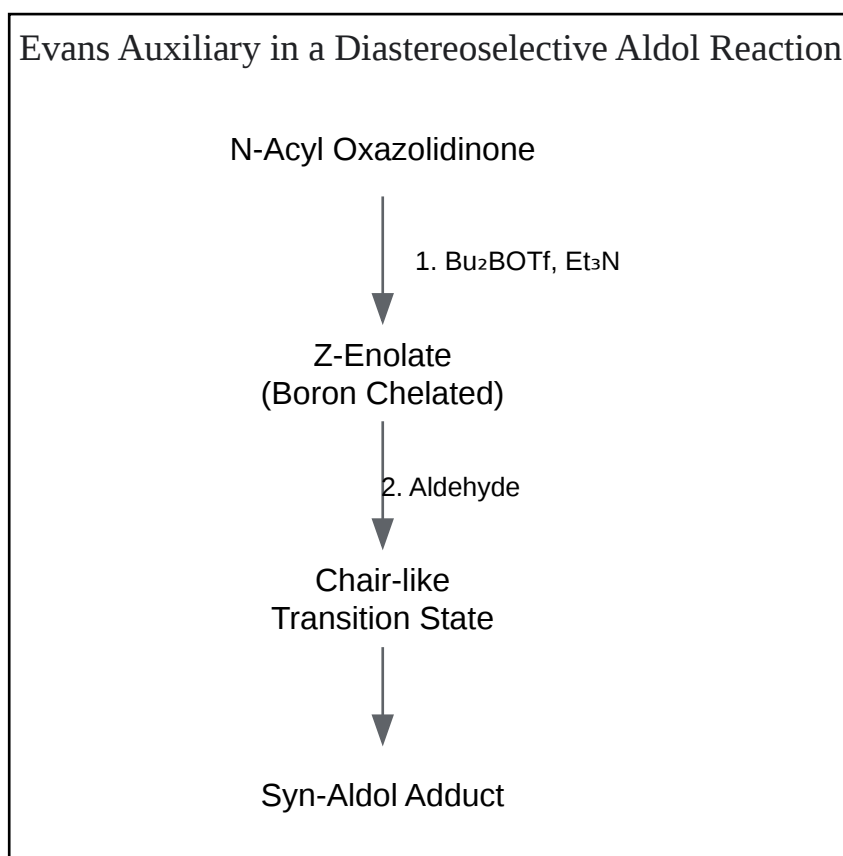 Evans Auxiliary in a Diastereoselective Aldol Reaction
N-Acyl Oxazolidinone
1. Bu₂BOTf, Et₃N
Z-Enolate
(Boron Chelated)
2. Aldehyde
Chair-like
Transition State
Syn-Aldol Adduct